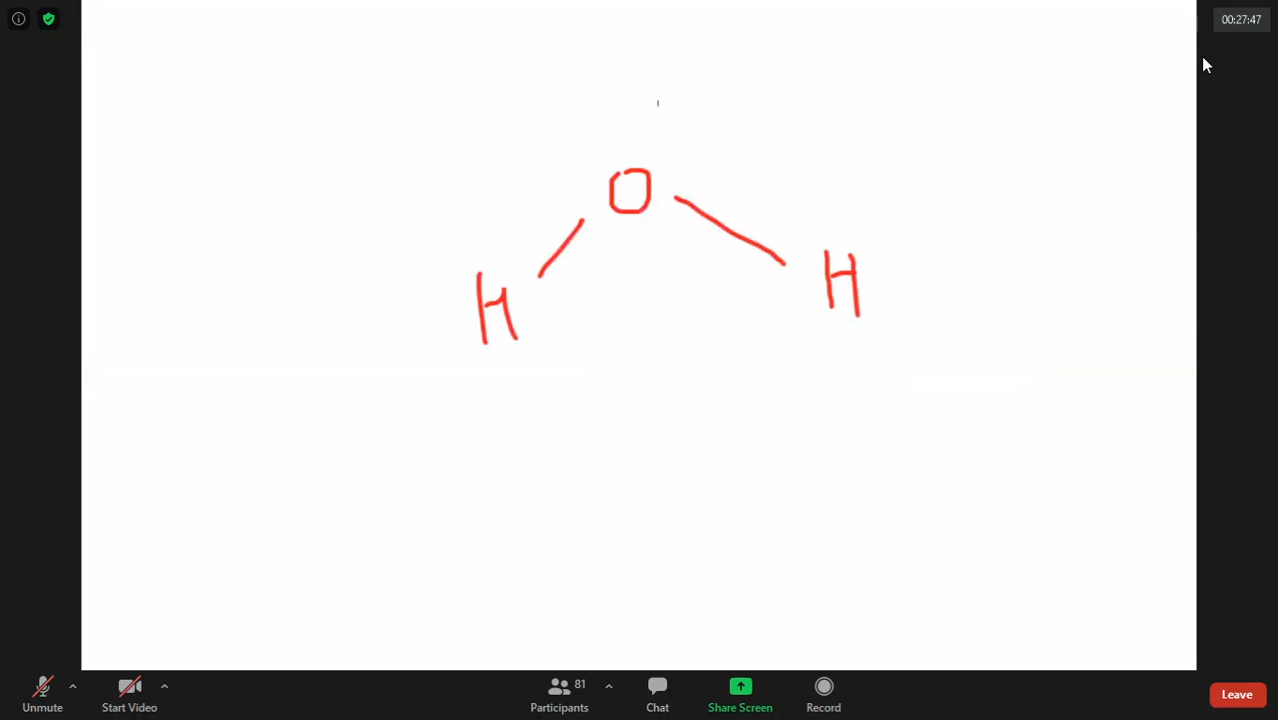 00:27:47
O
H
H
Unmute
Start Video
81
Participants
Chat
Share Screen
Record
Leave